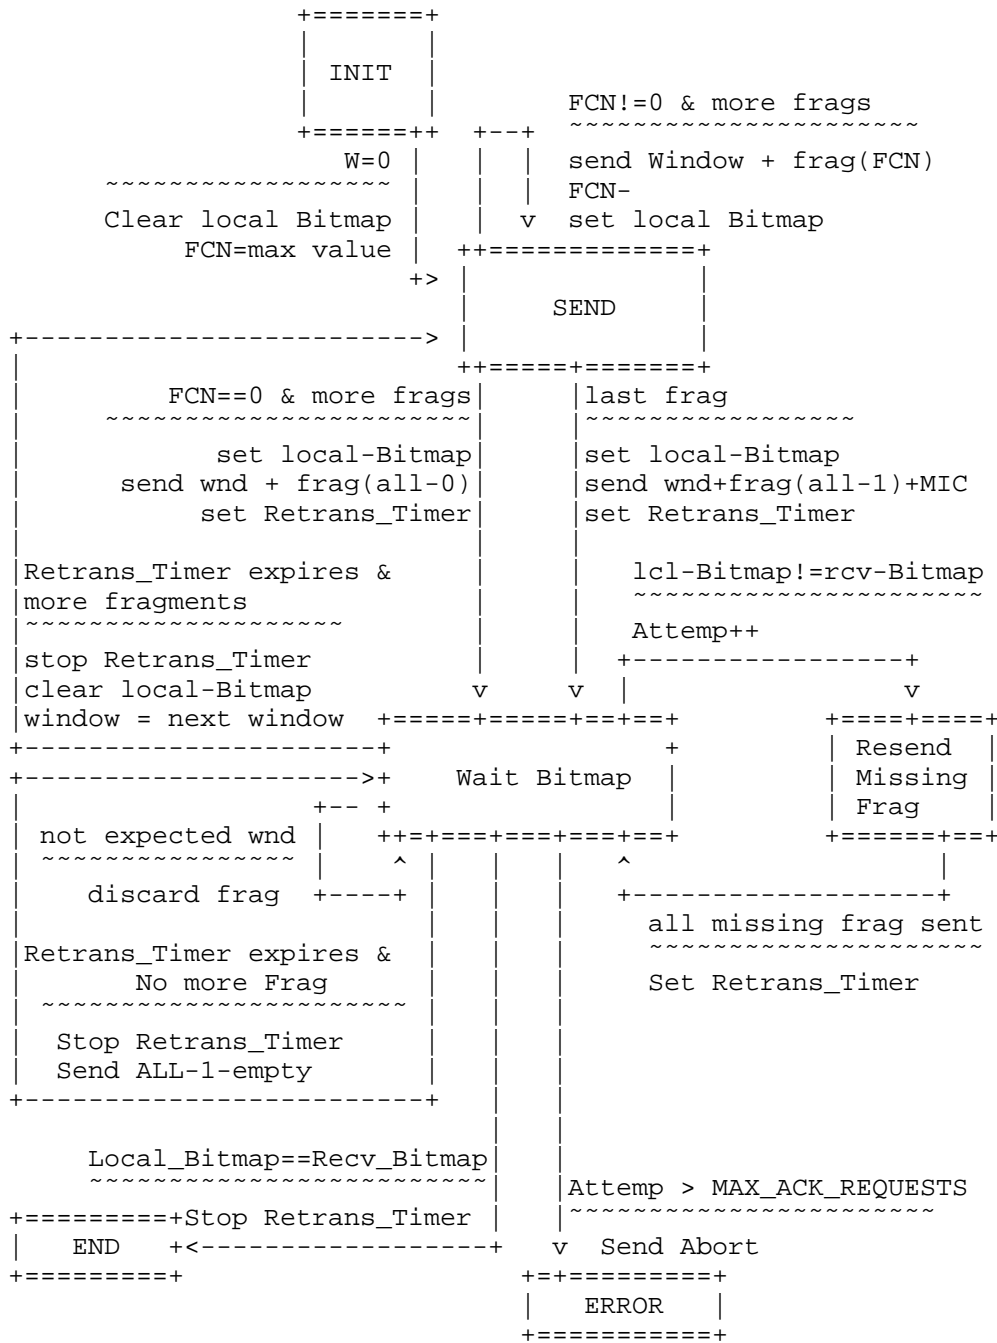 +=======+
                  |       |
                  | INIT  |
                  |       |         FCN!=0 & more frags
                  +======++  +--+   ~~~~~~~~~~~~~~~~~~~~~~
                     W=0 |   |  |   send Window + frag(FCN)
      ~~~~~~~~~~~~~~~~~~ |   |  |   FCN-
      Clear local Bitmap |   |  v   set local Bitmap
           FCN=max value |  ++=============+
                         +> |              |
                            |     SEND     |
+-------------------------> |              |
|                           ++=====+=======+
|         FCN==0 & more frags|     |last frag
|     ~~~~~~~~~~~~~~~~~~~~~~~|     |~~~~~~~~~~~~~~~~~
|            set local-Bitmap|     |set local-Bitmap
|      send wnd + frag(all-0)|     |send wnd+frag(all-1)+MIC
|           set Retrans_Timer|     |set Retrans_Timer
|                            |     |
|Retrans_Timer expires &     |     |   lcl-Bitmap!=rcv-Bitmap
|more fragments              |     |   ~~~~~~~~~~~~~~~~~~~~~~
|~~~~~~~~~~~~~~~~~~~~        |     |   Attemp++
|stop Retrans_Timer          |     |  +-----------------+
|clear local-Bitmap          v     v  |                 v
|window = next window  +=====+=====+==+==+         +====+====+
+----------------------+                 +         | Resend  |
+--------------------->+    Wait Bitmap  |         | Missing |
|                  +-- +                 |         | Frag    |
| not expected wnd |   ++=+===+===+===+==+         +======+==+
| ~~~~~~~~~~~~~~~~ |    ^ |   |   |   ^                   |
|    discard frag  +----+ |   |   |   +-------------------+
|                         |   |   |     all missing frag sent
|Retrans_Timer expires &  |   |   |     ~~~~~~~~~~~~~~~~~~~~~
|       No more Frag      |   |   |     Set Retrans_Timer
| ~~~~~~~~~~~~~~~~~~~~~~~ |   |   |
|  Stop Retrans_Timer     |   |   |
|  Send ALL-1-empty       |   |   |
+-------------------------+   |   |
                              |   |
     Local_Bitmap==Recv_Bitmap|   |
     ~~~~~~~~~~~~~~~~~~~~~~~~~|   |Attemp > MAX_ACK_REQUESTS
+=========+Stop Retrans_Timer |   |~~~~~~~~~~~~~~~~~~~~~~~
|   END   +<------------------+   v  Send Abort
+=========+                     +=+=========+
                                |   ERROR   |
                                +===========+